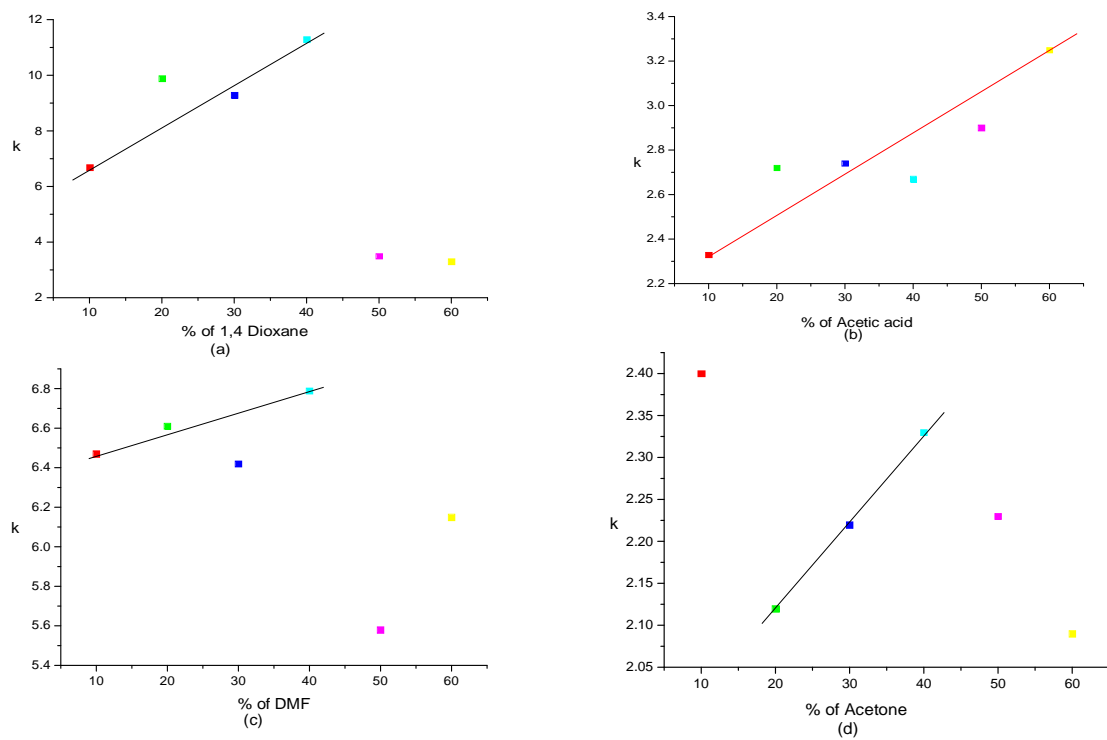 12
10
8
k
6
4
2
10 20 30 40 50 60
% of 1,4 Dioxane
(a)
3.4
3.2
3.0
2.8
k
2.6
2.4
2.2
10 20 30 40 50 60
% of Acetic acid
(b)
6.8
6.6
6.4
6.2
k
6.0
5.8
5.6
5.4
10 20 30 40 50 60
% of DMF
(c)
2.40
2.35
2.30
2.25
k
2.20
2.15
2.10
2.05
10 20 30 40 50 60
% of Acetone
(d)